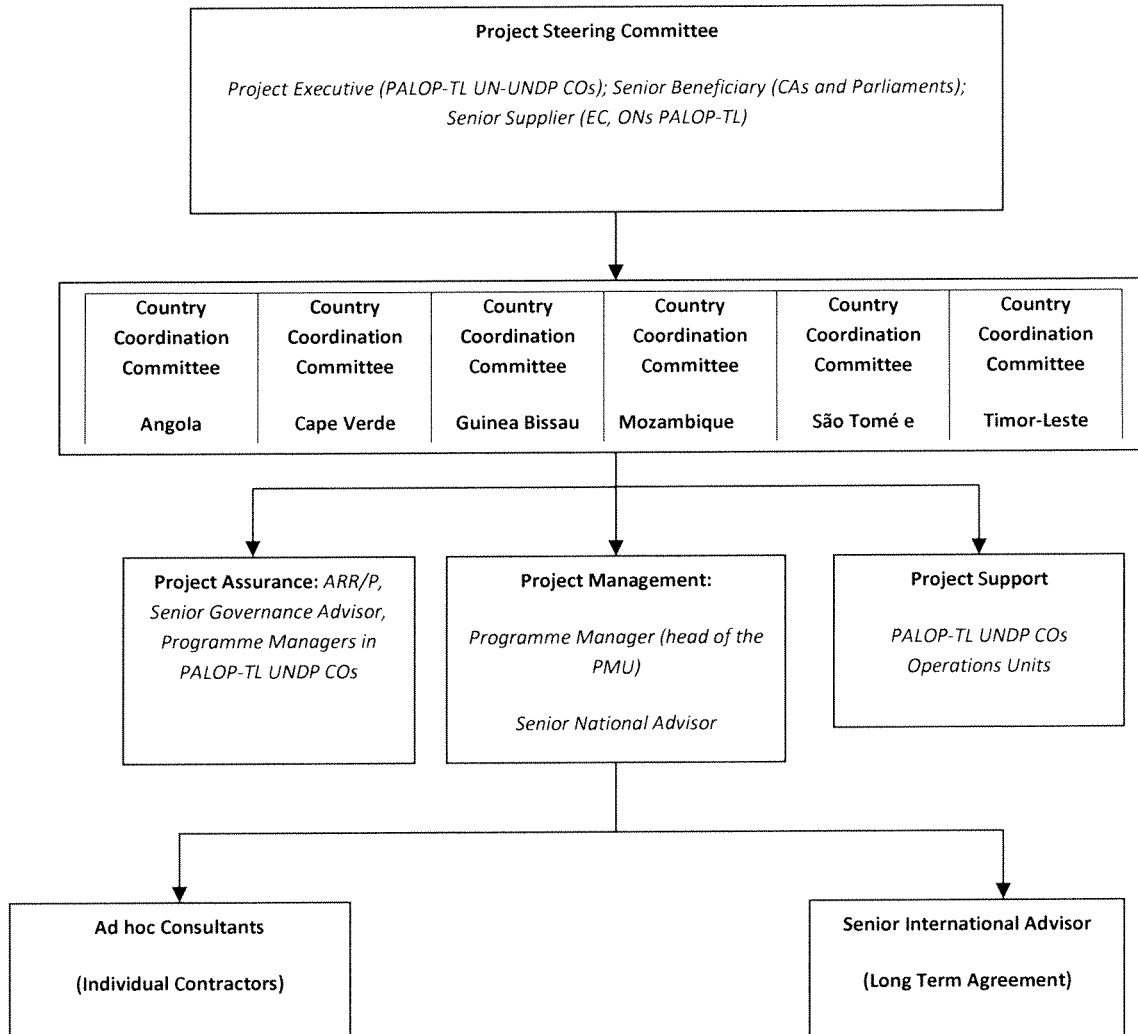 Project Steering Committee
Project Executive (PALOP-TL UN-UNDP COs); Senior Beneficiary (CAs and Parliaments);
Senior Supplier (EC, ONs PALOP-TL)
Country
Coordination
Committee
Angola
Country
Coordination
Committee
Cape Verde
Country
Coordination
Committee
Guinea Bissau
Country
Coordination
Committee
Mozambique
Country
Coordination
Committee
São Tomé e
Country
Coordination
Committee
Timor-Leste
Project Assurance: ARR/P,
Senior Governance Advisor,
Programme Managers in
PALOP-TL UNDP COs
Project Management:
Programme Manager (head of the
PMU)
Senior National Advisor
Project Support
PALOP-TL UNDP COs
Operations Units
Ad hoc Consultants
(Individual Contractors)
Senior International Advisor
(Long Term Agreement)